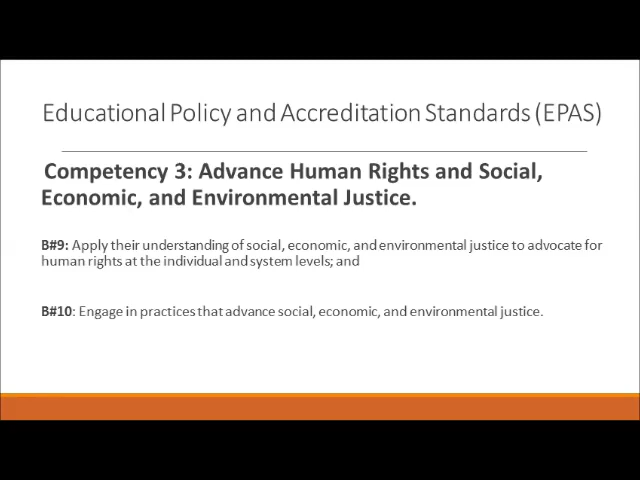 Educational Policy and Accreditation Standards (EPAS)
Competency 3: Advance Human Rights and Social,
Economic, and Environmental Justice.
B#9: Apply their understanding of social, economic, and environmental justice to advocate for
human rights at the individual and system levels; and
B#10: Engage in practices that advance social, economic, and environmental justice.